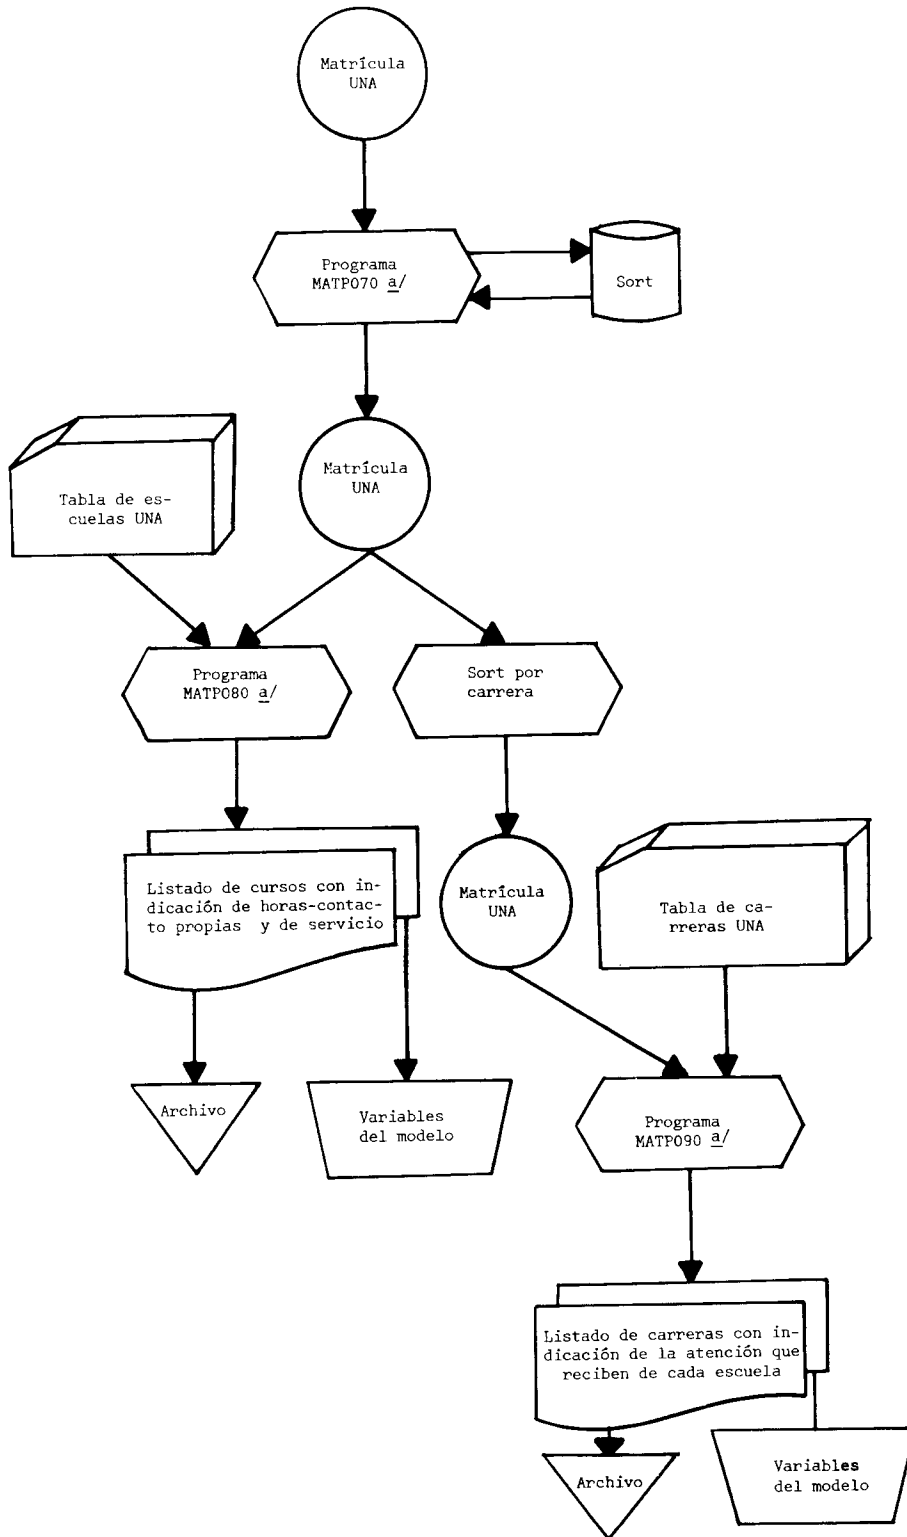 Matrícula
UNA
Programa
MATP070 a/
Sort
Matrícula
UNA
Tabla de es-
cuelas UNA
Programa
MATP080 a/
Sort por
carrera
Listado de cursos con in-
dicación de horas-contac-
to propias y de servicio
Matrícula
UNA
Tabla de ca-
rreras UNA
Archivo
Variables
del modelo
Programa
MATP090 a/
Listado de carreras con in-
dicación de la atención que
reciben de cada escuela
Archivo
Variables
del modelo